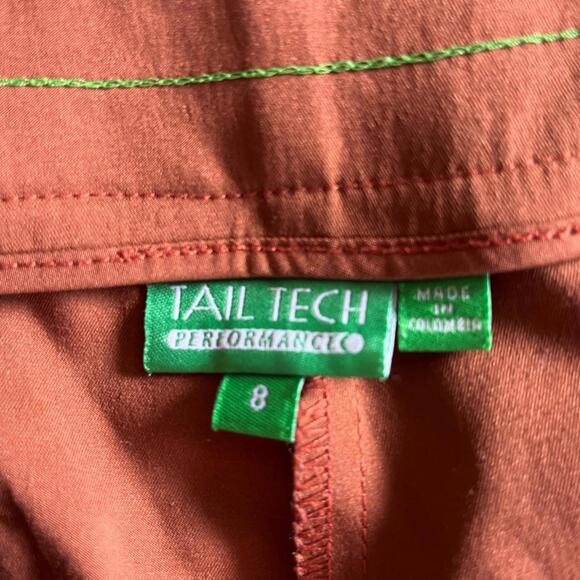 TAIL TECH
PERFORMANCE
MADE
IN
COLOMBIA
8